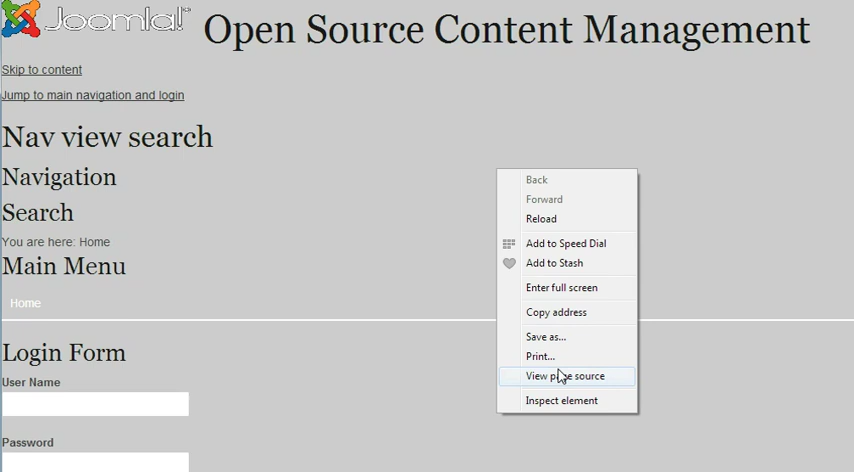 Joomla!
Open Source Content Management
Skip to content
Jump to main navigation and login
Nav view search
Navigation
Search
You are here: Home
Main Menu
Home
Login Form
User Name
Password
Back
Forward
Reload
Add to Speed Dial
Add to Stash
Enter full screen
Copy address
Save as...
Print...
View page source
Inspect element